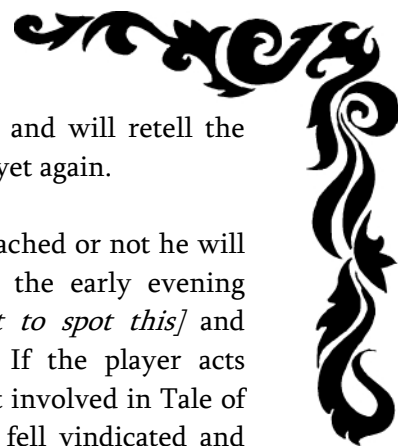 and will retell the
yet again.
ached or not he will
the early evening
t to spot this] and
If the player acts
t involved in Tale of
fell vindicated and